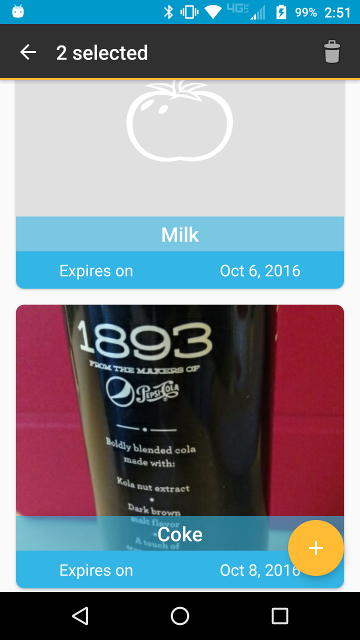 4G 99% 2:51
2 selected
Milk
Expires on Oct 6, 2016
1893
FROM THE MAKERS OF
PEPSI-COLA
Boldly blended cola
made with:
Kola nut extract
Dark brown
malt flavor
A touch of
Coke
Expires on Oct 8, 2016